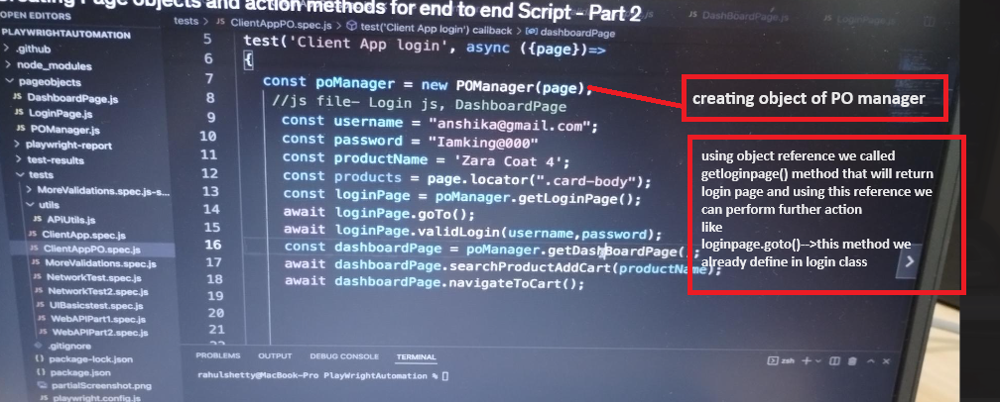 creating Page objects and action methods for end to end Script - Part 2
OPEN EDITORS
PLAYWRIGHTAUTOMATION
.github
node_modules
pageobjects
JS DashboardPage.js
JS LoginPage.js
JS POManager.js
playwright-report
test-results
tests
MoreValidations.spec.js-s...
utils
JS APiUtils.js
JS ClientApp.spec.js
JS ClientAppPO.spec.js
JS MoreValidations.spec.js
JS NetworkTest.spec.js
JS NetworkTest2.spec.js
JS UIBasicstest.spec.js
JS WebAPIPart1.spec.js
JS WebAPIPart2.spec.js
.gitignore
{} package-lock.json
{} package.json
partialScreenshot.png
JS playwright.config.js
JS DashBoardPage.js
JS LoginPage.js
tests > JS ClientAppPO.spec.js > test('Client App login') callback > dashboardPage
5 test('Client App login', async ({page})=>
6 {
7 const poManager = new POManager(page);
8 //js file- Login js, DashboardPage
9 const username = "anshika@gmail.com";
10 const password = "Iamking@000"
11 const productName = 'Zara Coat 4';
12 const products = page.locator(".card-body");
13 const loginPage = poManager.getLoginPage();
14 await loginPage.goTo();
15 await loginPage.validLogin(username,password);
16 const dashboardPage = poManager.getDashBoardPage();
17 await dashboardPage.searchProductAddCart(productName);
18 await dashboardPage.navigateToCart();
19
20
21
22
creating object of PO manager
using object reference we called
getloginpage() method that will return
login page and using this reference we
can perform further action
like
loginpage.goto()-->this method we
already define in login class
PROBLEMS OUTPUT DEBUG CONSOLE TERMINAL
zsh
rahulshetty@MacBook-Pro PlayWrightAutomation %